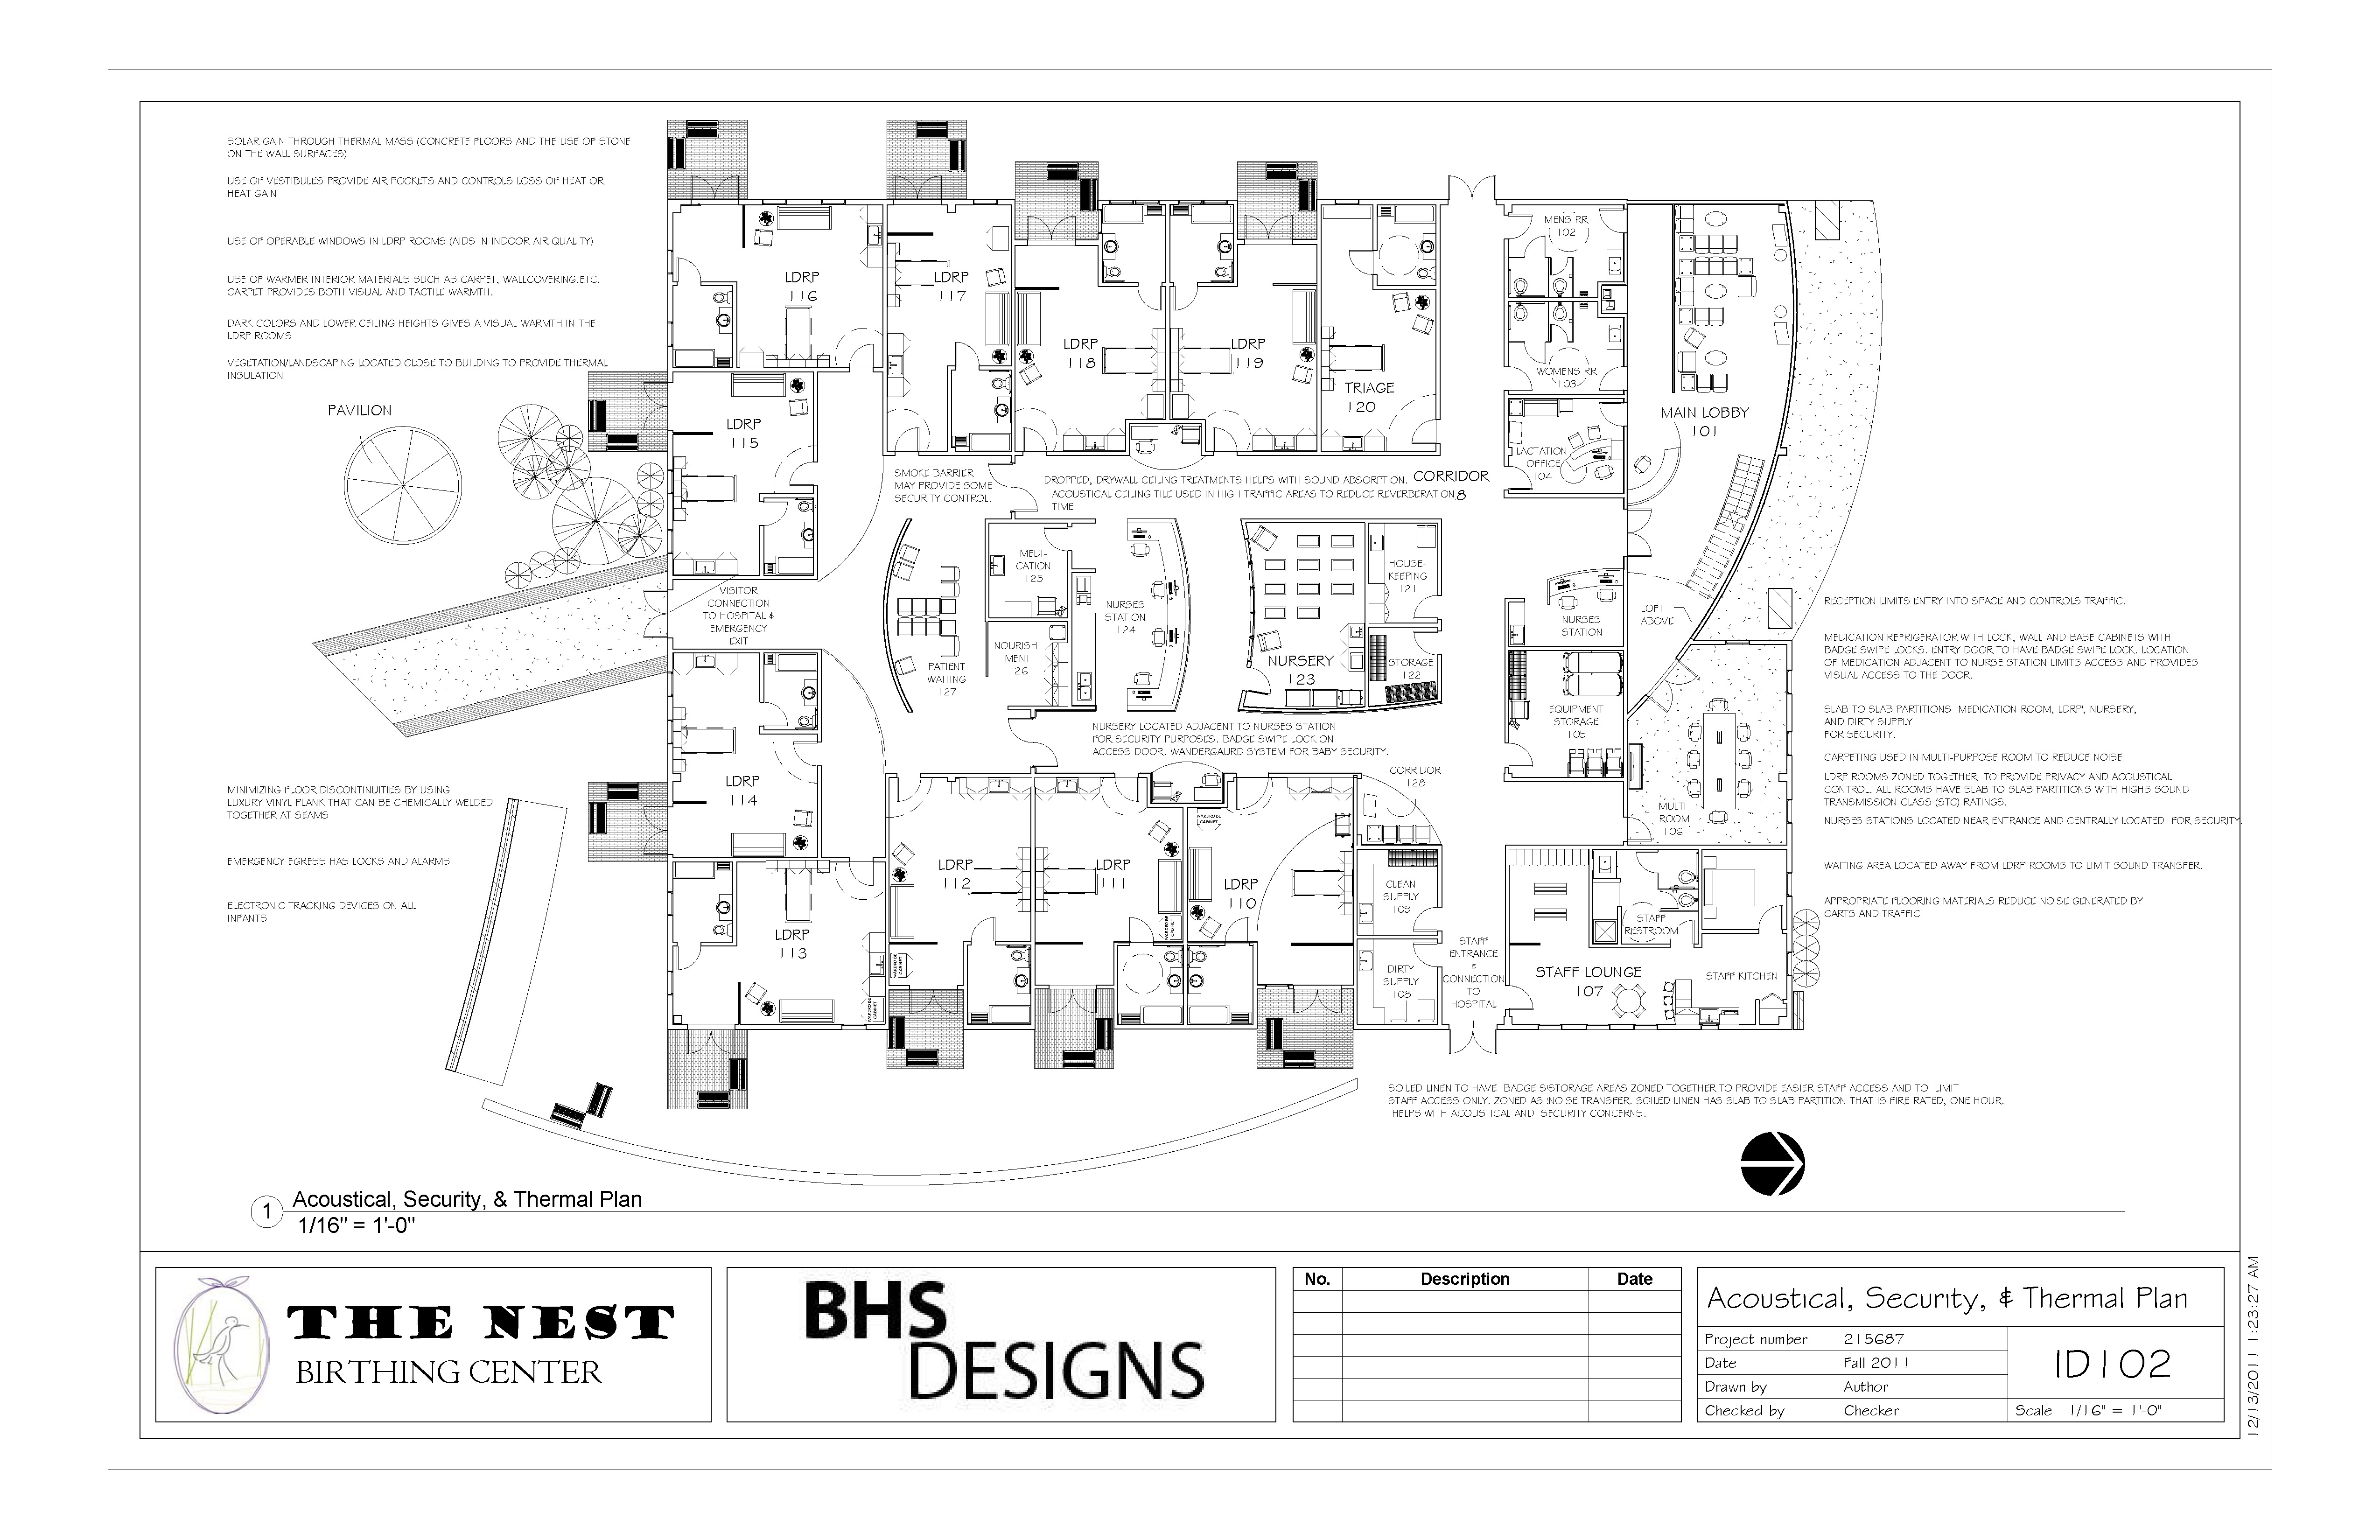 SOLAR GAIN THROUGH THERMAL MASS (CONCRETE FLOORS AND THE USE OF STONE
ON THE WALL SURFACES)
USE OF VESTIBULES PROVIDE AIR POCKETS AND CONTROLS LOSS OF HEAT OR
HEAT GAIN
USE OF OPERABLE WINDOWS IN LDRP ROOMS (AIDS IN INDOOR AIR QUALITY)
USE OF WARMER INTERIOR MATERIALS SUCH AS CARPET, WALLCOVERING,ETC.
CARPET PROVIDES BOTH VISUAL AND TACTILE WARMTH.
DARK COLORS AND LOWER CEILING HEIGHTS GIVES A VISUAL WARMTH IN THE
LDRP ROOMS
VEGETATION/LANDSCAPING LOCATED CLOSE TO BUILDING TO PROVIDE THERMAL
INSULATION
PAVILION
MINIMIZING FLOOR DISCONTINUITIES BY USING
LUXURY VINYL PLANK THAT CAN BE CHEMICALLY WELDED
TOGETHER AT SEAMS
EMERGENCY EGRESS HAS LOCKS AND ALARMS
ELECTRONIC TRACKING DEVICES ON ALL
INFANTS
LDRP
116
LDRP
117
LDRP
118
LDRP
119
TRIAGE
120
MENS RR
102
WOMENS RR
103
LACTATION
OFFICE
104
MAIN LOBBY
101
LDRP
115
SMOKE BARRIER
MAY PROVIDE SOME
SECURITY CONTROL.
DROPPED, DRYWALL CEILING TREATMENTS HELPS WITH SOUND ABSORPTION.
ACOUSTICAL CEILING TILE USED IN HIGH TRAFFIC AREAS TO REDUCE REVERBERATION
TIME
CORRIDOR
8
VISITOR
CONNECTION
TO HOSPITAL &
EMERGENCY
EXIT
PATIENT
WAITING
127
MEDI-
CATION
125
NOURISH-
MENT
126
NURSES
STATION
124
NURSERY
123
HOUSE-
KEEPING
121
STORAGE
122
NURSES
STATION
LOFT
ABOVE
EQUIPMENT
STORAGE
105
MULTI
ROOM
106
NURSERY LOCATED ADJACENT TO NURSES STATION
FOR SECURITY PURPOSES. BADGE SWIPE LOCK ON
ACCESS DOOR. WANDERGAURD SYSTEM FOR BABY SECURITY.
CORRIDOR
128
LDRP
114
LDRP
113
LDRP
112
LDRP
111
LDRP
110
WARDROBE
CABINET
WARDROBE
CABINET
WARDROBE
CABINET
WARDROBE
CABINET
CLEAN
SUPPLY
109
DIRTY
SUPPLY
108
STAFF
ENTRANCE
&
CONNECTION
TO
HOSPITAL
STAFF
RESTROOM
STAFF LOUNGE
107
STAFF KITCHEN
RECEPTION LIMITS ENTRY INTO SPACE AND CONTROLS TRAFFIC.
MEDICATION REFRIGERATOR WITH LOCK, WALL AND BASE CABINETS WITH
BADGE SWIPE LOCKS. ENTRY DOOR TO HAVE BADGE SWIPE LOCK. LOCATION
OF MEDICATION ADJACENT TO NURSE STATION LIMITS ACCESS AND PROVIDES
VISUAL ACCESS TO THE DOOR.
SLAB TO SLAB PARTITIONS MEDICATION ROOM, LDRP, NURSERY,
AND DIRTY SUPPLY
FOR SECURITY.
CARPETING USED IN MULTI-PURPOSE ROOM TO REDUCE NOISE
LDRP ROOMS ZONED TOGETHER TO PROVIDE PRIVACY AND ACOUSTICAL
CONTROL. ALL ROOMS HAVE SLAB TO SLAB PARTITIONS WITH HIGHS SOUND
TRANSMISSION CLASS (STC) RATINGS.
NURSES STATIONS LOCATED NEAR ENTRANCE AND CENTRALLY LOCATED FOR SECURITY.
WAITING AREA LOCATED AWAY FROM LDRP ROOMS TO LIMIT SOUND TRANSFER.
APPROPRIATE FLOORING MATERIALS REDUCE NOISE GENERATED BY
CARTS AND TRAFFIC
SOILED LINEN TO HAVE BADGE STORAGE AREAS ZONED TOGETHER TO PROVIDE EASIER STAFF ACCESS AND TO LIMIT
STAFF ACCESS ONLY. ZONED AS NOISE TRANSFER. SOILED LINEN HAS SLAB TO SLAB PARTITION THAT IS FIRE-RATED, ONE HOUR.
HELPS WITH ACOUSTICAL AND SECURITY CONCERNS.
1
Acoustical, Security, & Thermal Plan
1/16" = 1'-0"
THE NEST
BIRTHING CENTER
BHS
DESIGNS
No. Description Date
Acoustical, Security, & Thermal Plan
Project number 215687
Date Fall 2011
Drawn by Author
Checked by Checker
ID102
Scale 1/16" = 1'-0"
12/13/2011 1:23:27 AM